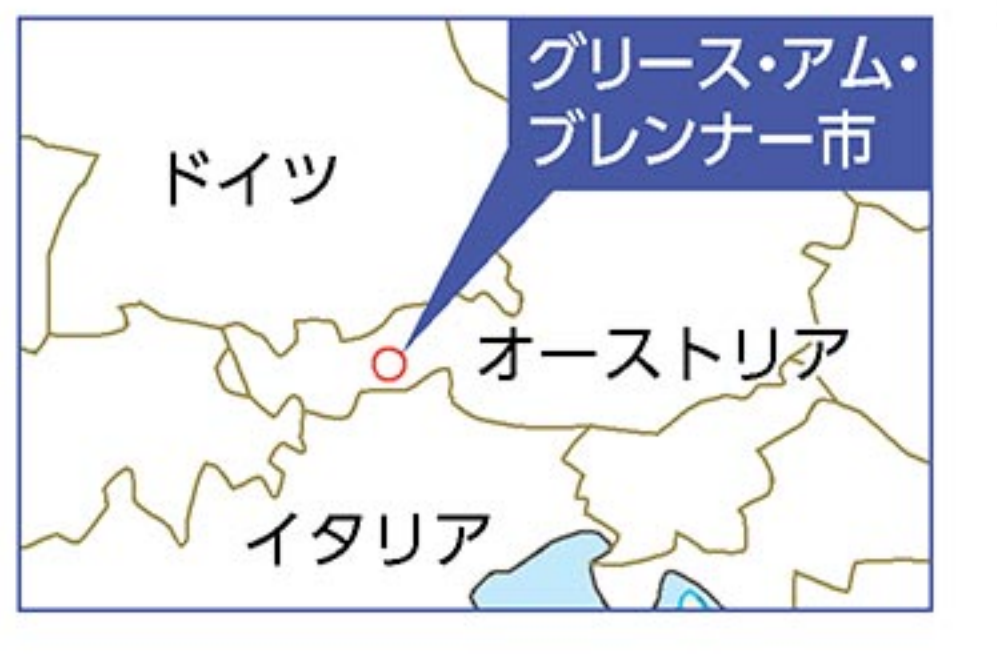 グリース・アム・
ブレンナー市
ドイツ
オーストリア
イタリア